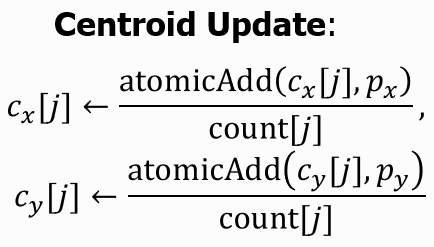 Centroid Update:
c_x[j] ← atomicAdd(c_x[j], p_x) / count[j],
c_y[j] ← atomicAdd(c_y[j], p_y) / count[j]